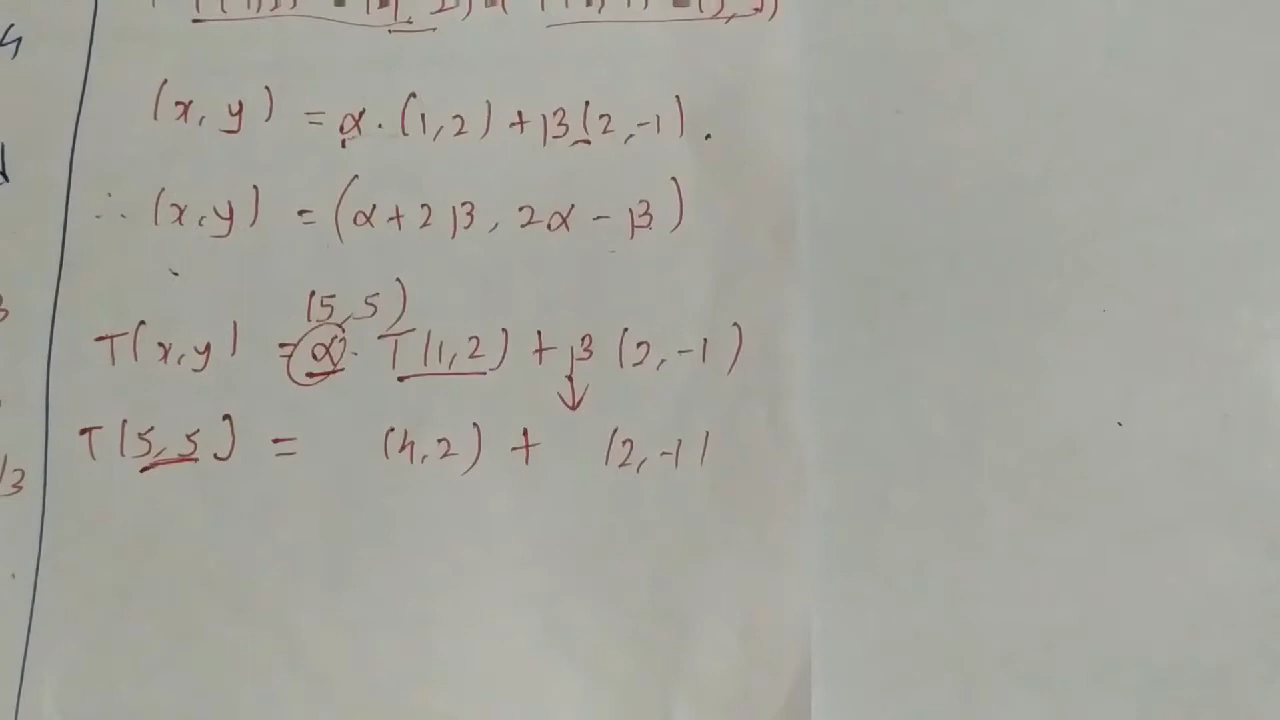 (x, y) = α . (1, 2) + β (2, -1) .
∴ (x, y) = (α + 2β, 2α - β)
(5, 5)
T(x, y) = α . T(1, 2) + β (2, -1)
T(5, 5) = (4, 2) + (2, -1)